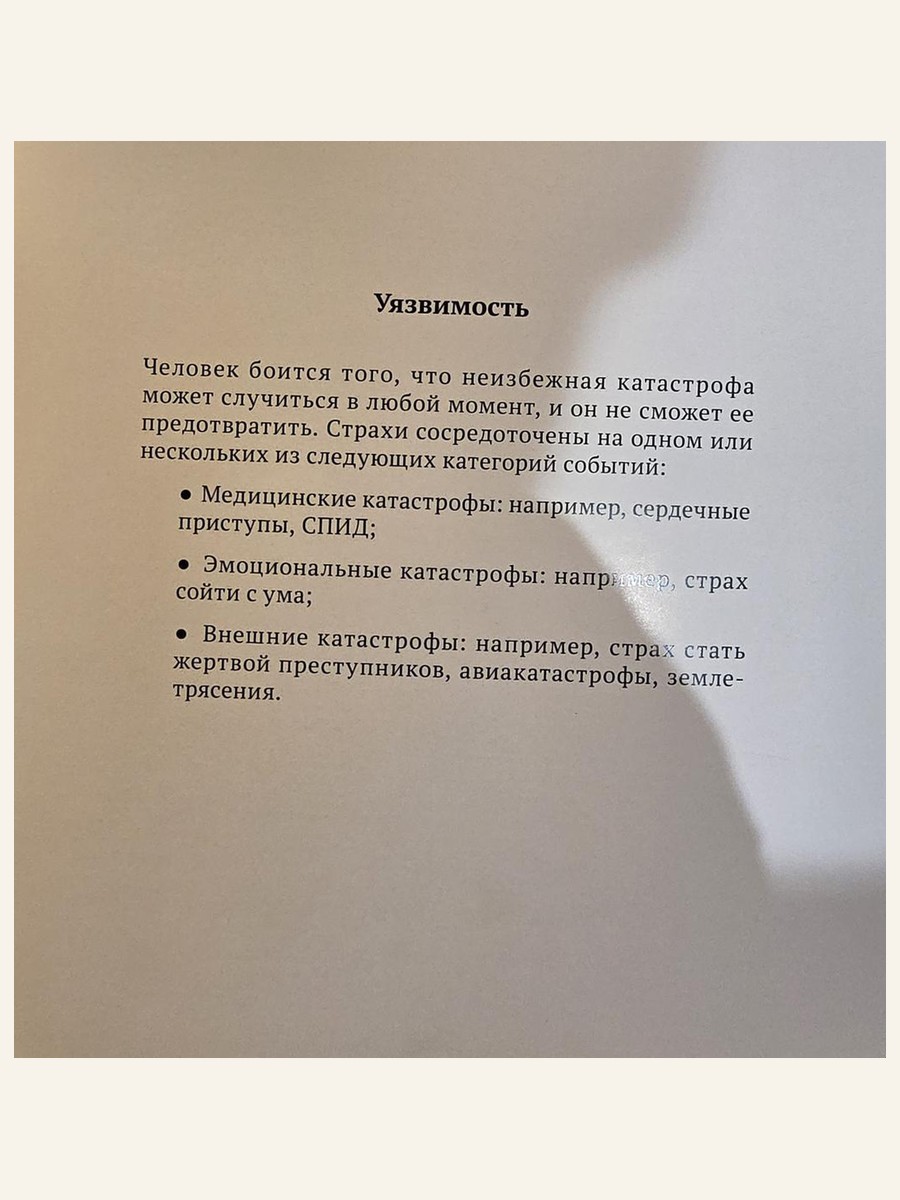 Уязвимость
Человек боится того, что неизбежная катастрофа
может случиться в любой момент, и он не сможет ее
предотвратить. Страхи сосредоточены на одном или
нескольких из следующих категорий событий:
• Медицинские катастрофы: например, сердечные
приступы, СПИД;
• Эмоциональные катастрофы: например, страх
сойти с ума;
• Внешние катастрофы: например, страх стать
жертвой преступников, авиакатастрофы, земле-
трясения.